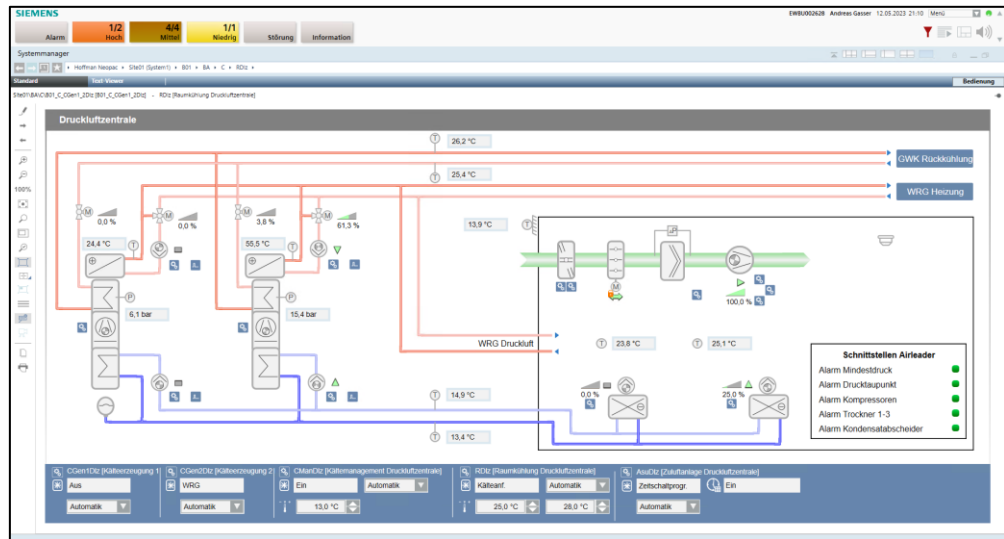 SIEMENS
EWBU002628 Andreas Gasser 12.05.2023 21:10 Menü
1/2 4/4 1/1
Alarm Hoch Mittel Niedrig Störung Information
Systemmanager
Hoffman Neopac Site01 (System1) B01 BA C RDlz
Standard Text-Viewer Bedienung
Site01\BA\C\B01_C_CGen1_2Dlz [B01_C_CGen1_2Dlz] - RDlz [Raumkühlung Druckluftzentrale]
Druckluftzentrale
T 26,2 °C
GWK Rückkühlung
T 25,4 °C
100%
WRG Heizung
M 0,0 % M 0,0 % M 3,6 % M 61,3 %
13,9 °C T
24,4 °C T 55,5 °C T
M
100,0 %
P P
6,1 bar 15,4 bar
WRG Druckluft
T 23,8 °C T 25,1 °C
Schnittstellen Airleader
Alarm Mindestdruck
Alarm Drucktaupunkt
Alarm Kompressoren
Alarm Trockner 1-3
Alarm Kondensatabscheider
0,0 % 25,0 %
T 14,9 °C
T 13,4 °C
CGen1Dlz [Kälteerzeugung 1] CGen2Dlz [Kälteerzeugung 2] CManDlz [Kältemanagement Druckluftzentrale] RDlz [Raumkühlung Druckluftzentrale] AsuDlz [Zuluftanlage Druckluftzentrale]
Aus WRG Ein Automatik Kälteanf. Automatik Zeitschaltprogr. Ein
Automatik Automatik 13,0 °C 25,0 °C 28,0 °C Automatik